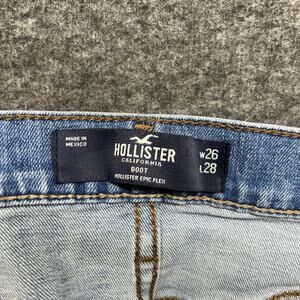 MADE IN
MEXICO
HOLLISTER
CALIFORNIA
BOOT
HOLLISTER EPIC FLEX
W26
L28